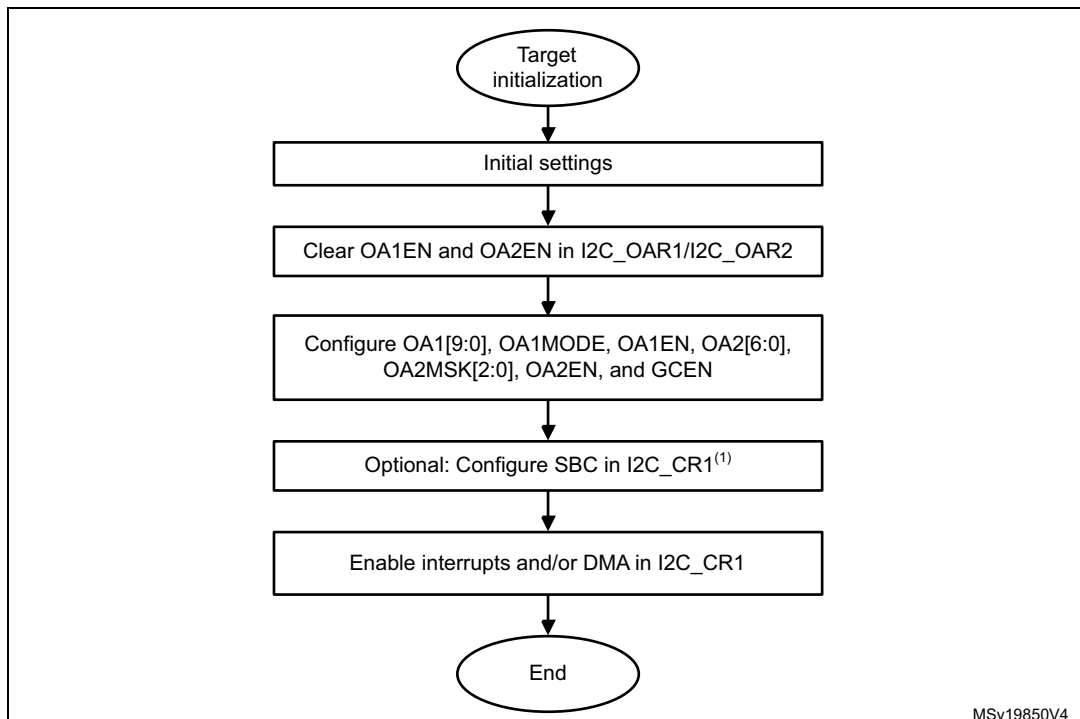 Target
initialization
Initial settings
Clear OA1EN and OA2EN in I2C_OAR1/I2C_OAR2
Configure OA1[9:0], OA1MODE, OA1EN, OA2[6:0],
OA2MSK[2:0], OA2EN, and GCEN
Optional: Configure SBC in I2C_CR1(1)
Enable interrupts and/or DMA in I2C_CR1
End
MSv19850V4